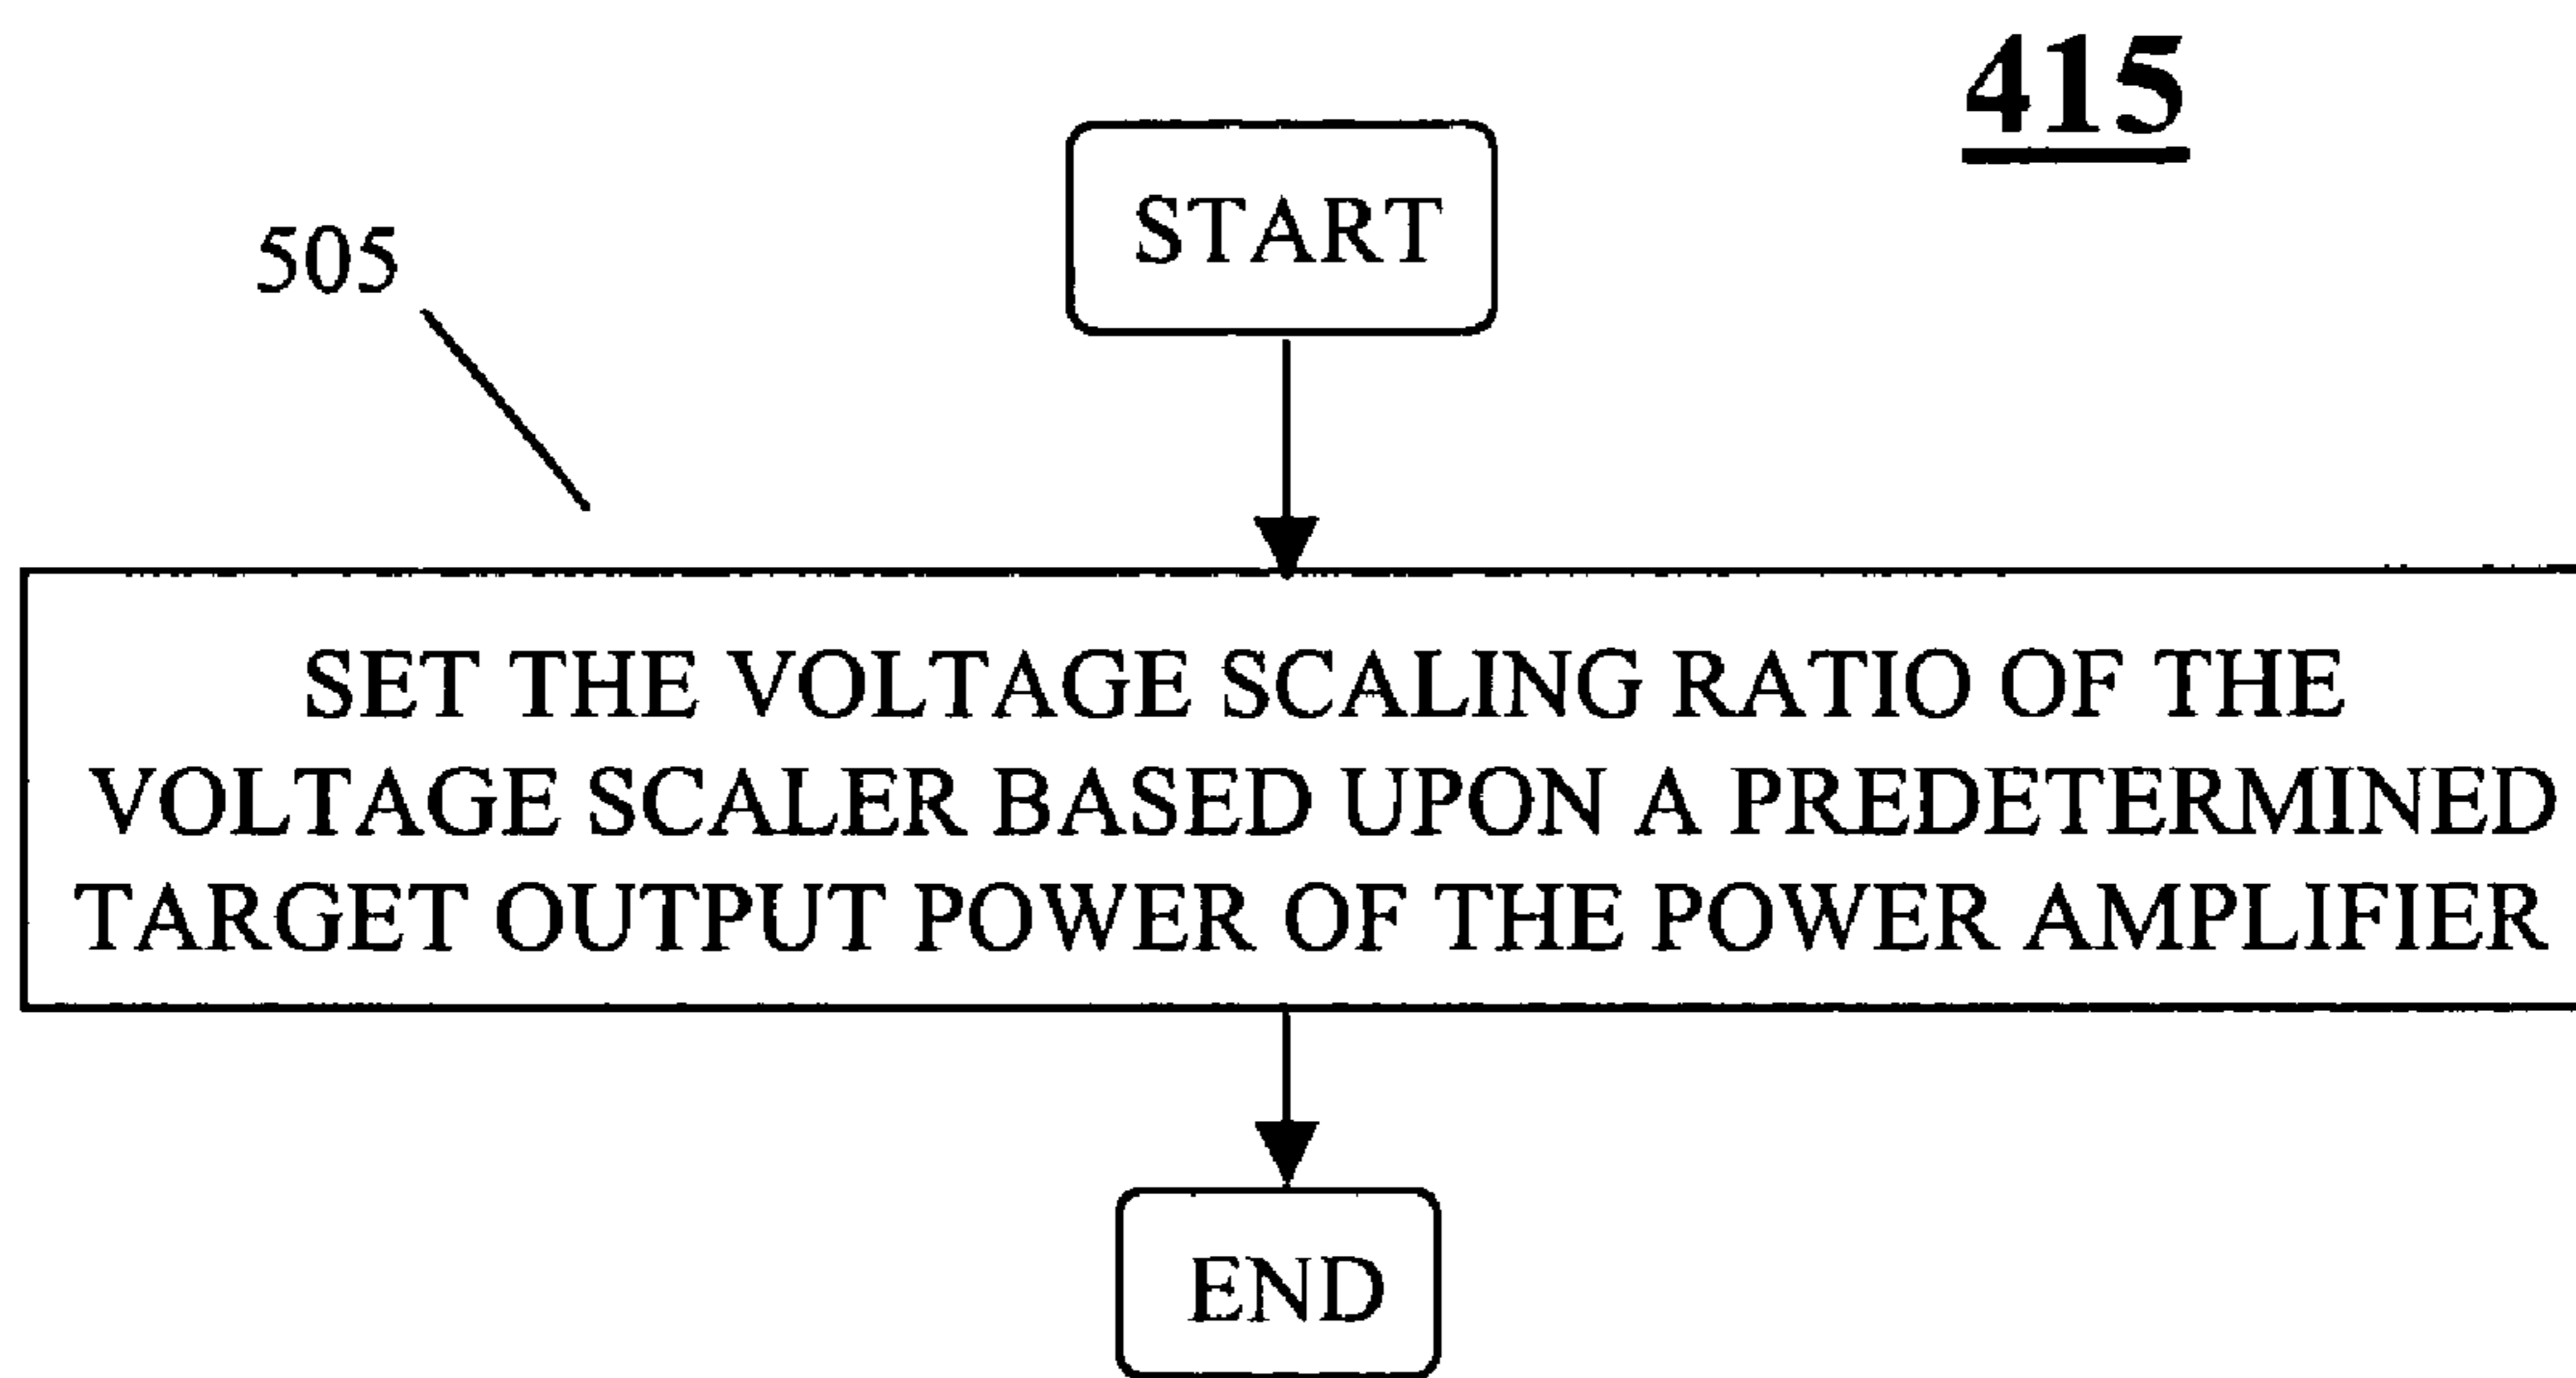 415
START
505
SET THE VOLTAGE SCALING RATIO OF THE
VOLTAGE SCALER BASED UPON A PREDETERMINED
TARGET OUTPUT POWER OF THE POWER AMPLIFIER
END